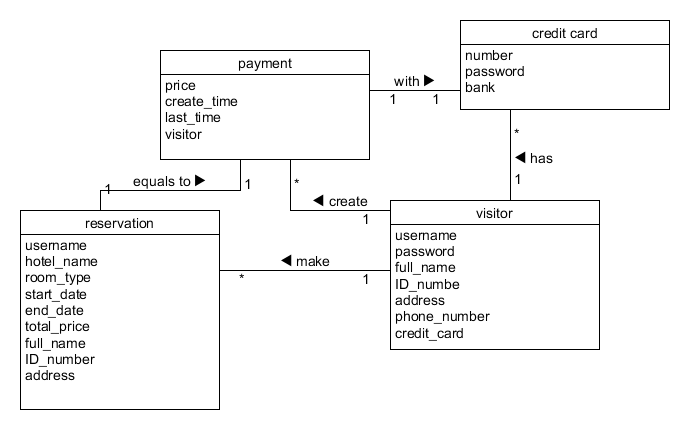 credit card
number
password
bank
payment
price
create_time
last_time
visitor
with ▶
1
1
*
◀ has
1
equals to ▶
1
1
*
◀ create
1
reservation
username
hotel_name
room_type
start_date
end_date
total_price
full_name
ID_number
address
◀ make
*
1
visitor
username
password
full_name
ID_numbe
address
phone_number
credit_card